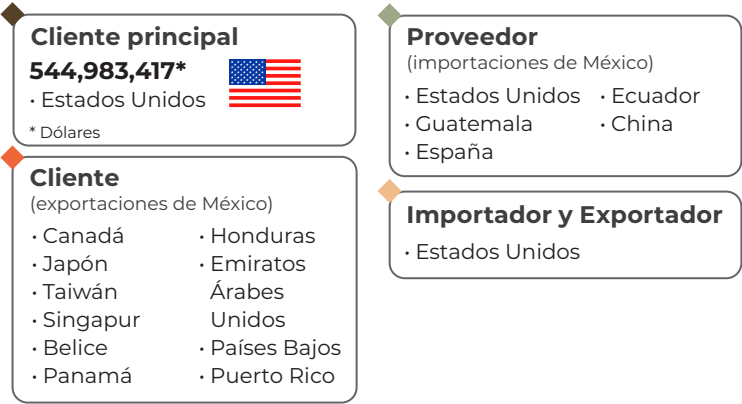 Cliente principal
544,983,417*
· Estados Unidos
* Dólares
Cliente
(exportaciones de México)
· Canadá
· Japón
· Taiwán
· Singapur
· Belice
· Panamá
· Honduras
· Emiratos
Árabes
Unidos
· Países Bajos
· Puerto Rico
Proveedor
(importaciones de México)
· Estados Unidos
· Guatemala
· España
· Ecuador
· China
Importador y Exportador
· Estados Unidos